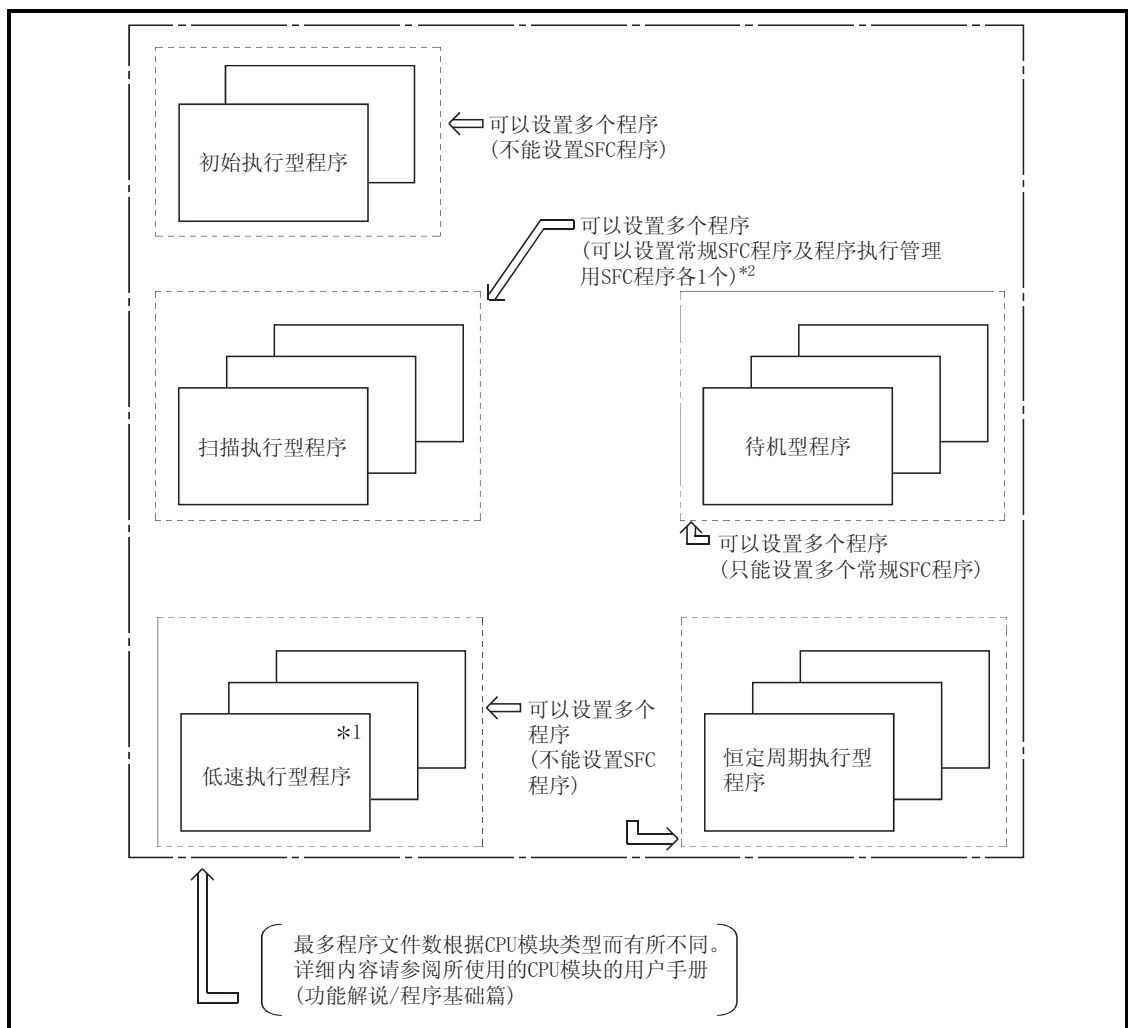 初始执行型程序
可以设置多个程序
(不能设置SFC程序)
可以设置多个程序
(可以设置常规SFC程序及程序执行管理
用SFC程序各1个)*2
扫描执行型程序
待机型程序
可以设置多个程序
(只能设置多个常规SFC程序)
*1
低速执行型程序
可以设置多个
程序
(不能设置SFC
程序)
恒定周期执行型
程序
最多程序文件数根据CPU模块类型而有所不同。
详细内容请参阅所使用的CPU模块的用户手册
(功能解说/程序基础篇)